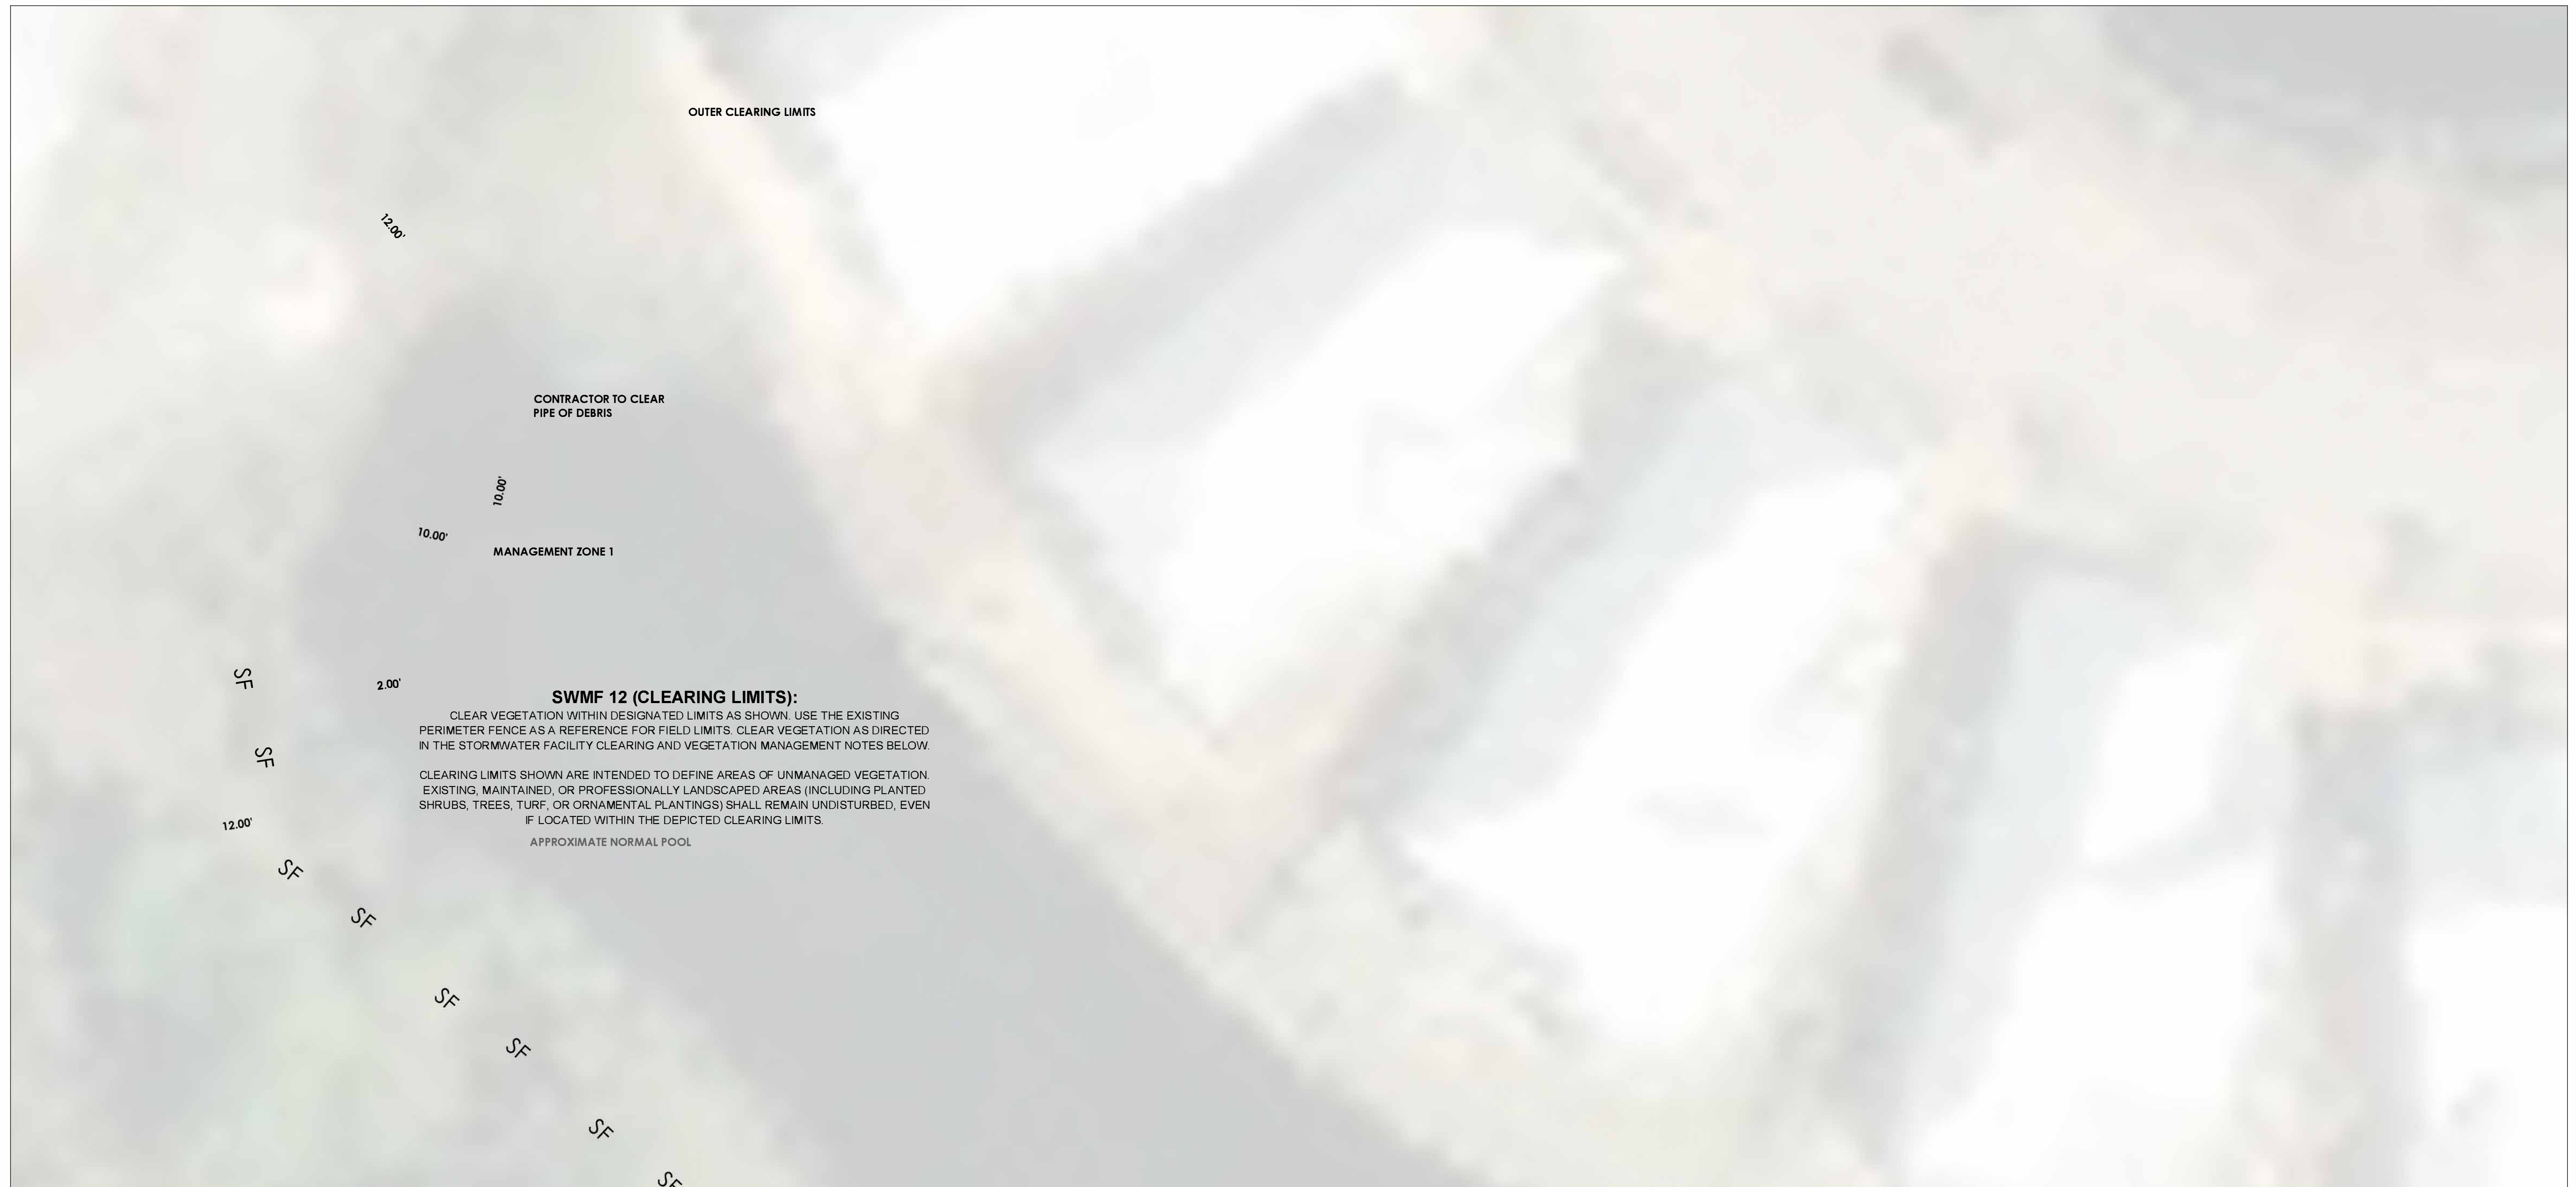 OUTER CLEARING LIMITS
12.00'
CONTRACTOR TO CLEAR
PIPE OF DEBRIS
10.00'
10.00'
MANAGEMENT ZONE 1
SF
2.00'
SWMF 12 (CLEARING LIMITS):
CLEAR VEGETATION WITHIN DESIGNATED LIMITS AS SHOWN. USE THE EXISTING
PERIMETER FENCE AS A REFERENCE FOR FIELD LIMITS. CLEAR VEGETATION AS DIRECTED
IN THE STORMWATER FACILITY CLEARING AND VEGETATION MANAGEMENT NOTES BELOW.
SF
CLEARING LIMITS SHOWN ARE INTENDED TO DEFINE AREAS OF UNMANAGED VEGETATION.
EXISTING, MAINTAINED, OR PROFESSIONALLY LANDSCAPED AREAS (INCLUDING PLANTED
SHRUBS, TREES, TURF, OR ORNAMENTAL PLANTINGS) SHALL REMAIN UNDISTURBED, EVEN
IF LOCATED WITHIN THE DEPICTED CLEARING LIMITS.
12.00'
APPROXIMATE NORMAL POOL
SF
SF
SF
SF
SF
SF